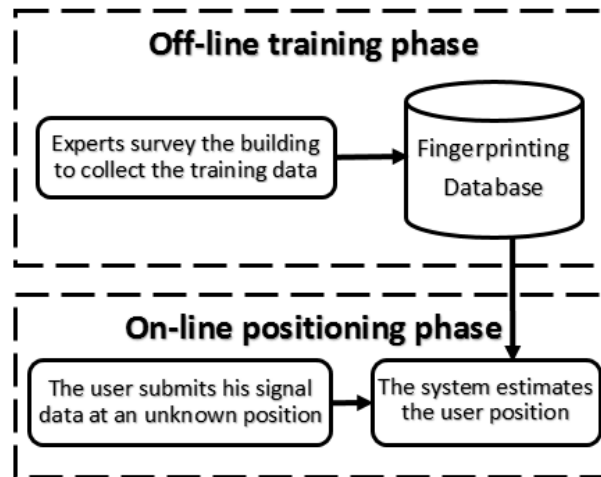 Off-line training phase
Experts survey the building
to collect the training data
Fingerprinting
Database
On-line positioning phase
The user submits his signal
data at an unknown position
The system estimates
the user position